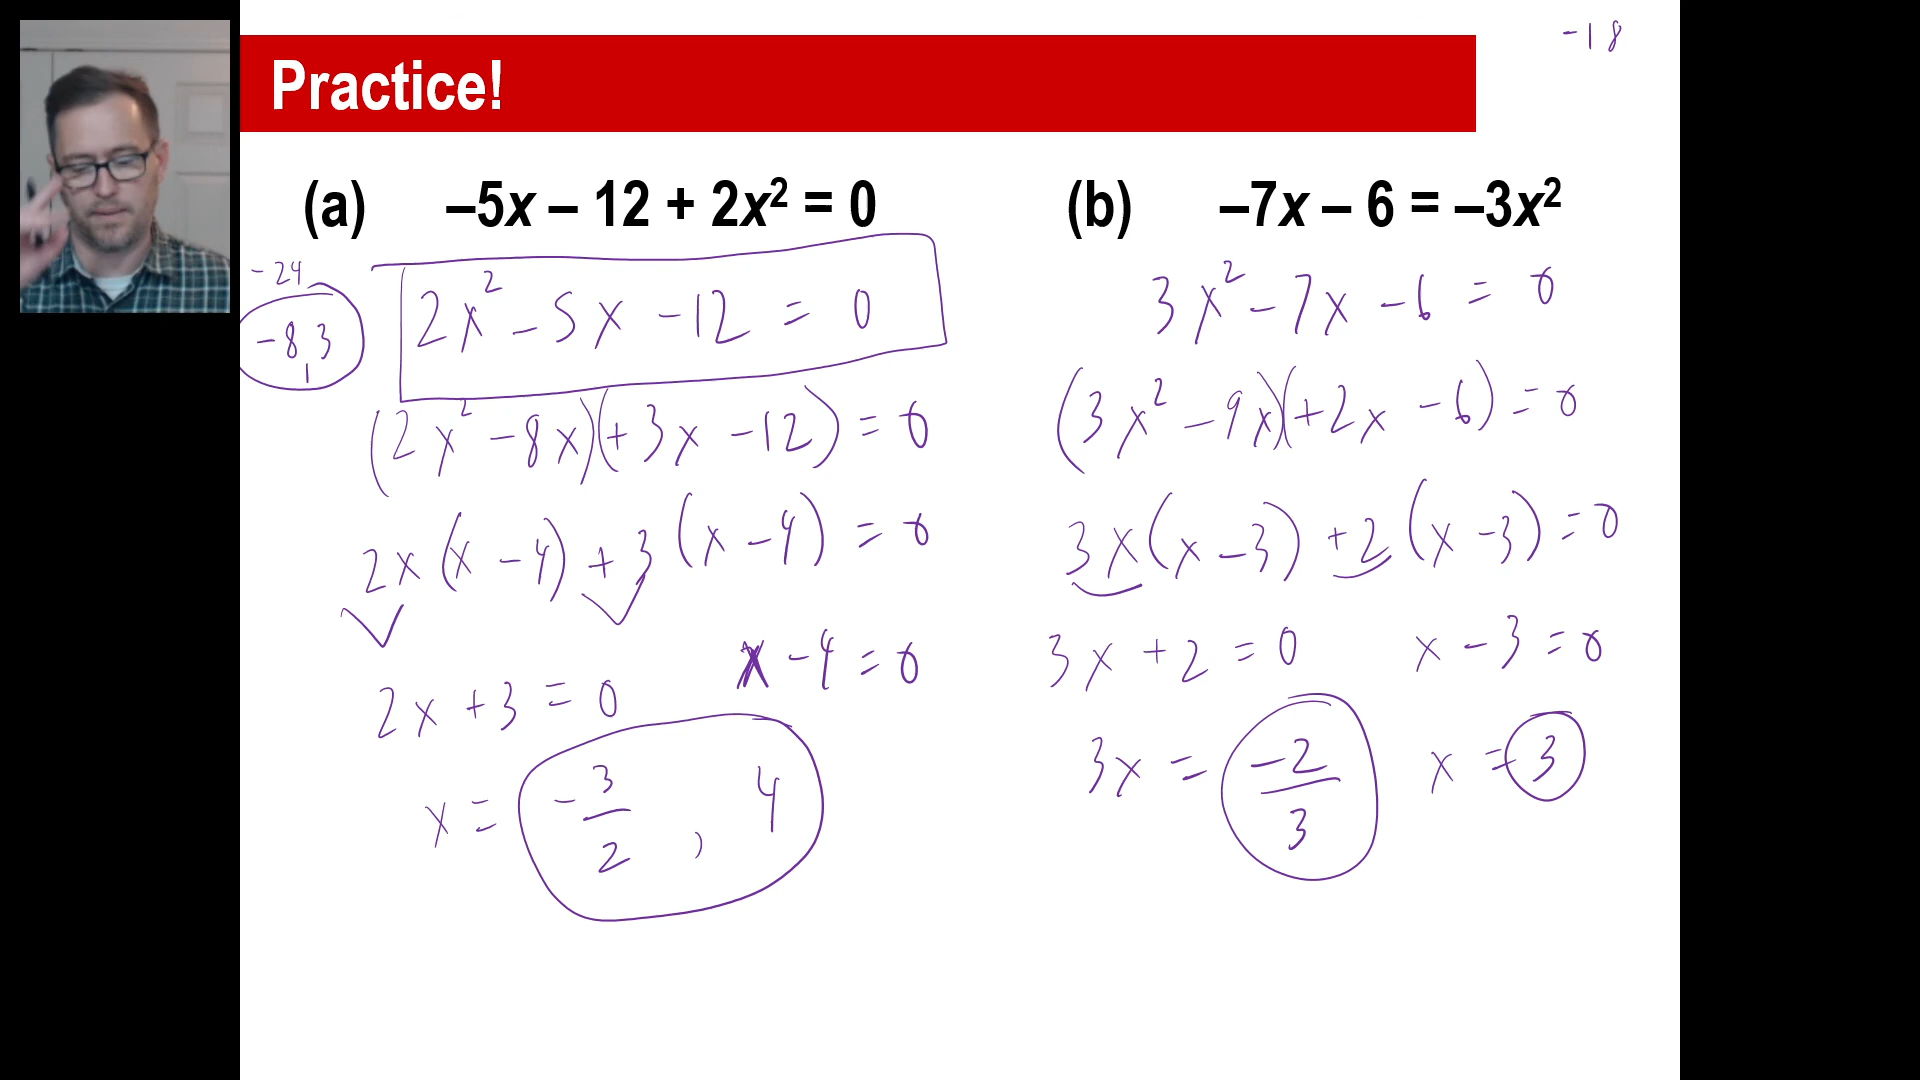 -18
Practice!
(a) –5x – 12 + 2x² = 0
-24
-8 3
2x² - 5x - 12 = 0
(2x² - 8x)(+3x - 12) = 0
2x(x - 4) + 3(x - 4) = 0
2x + 3 = 0 x - 4 = 0
x = -3/2 , 4
(b) –7x – 6 = –3x²
3x² - 7x - 6 = 0
(3x² - 9x)(+2x - 6) = 0
3x(x - 3) + 2(x - 3) = 0
3x + 2 = 0 x - 3 = 0
3x = -2/3 x = 3